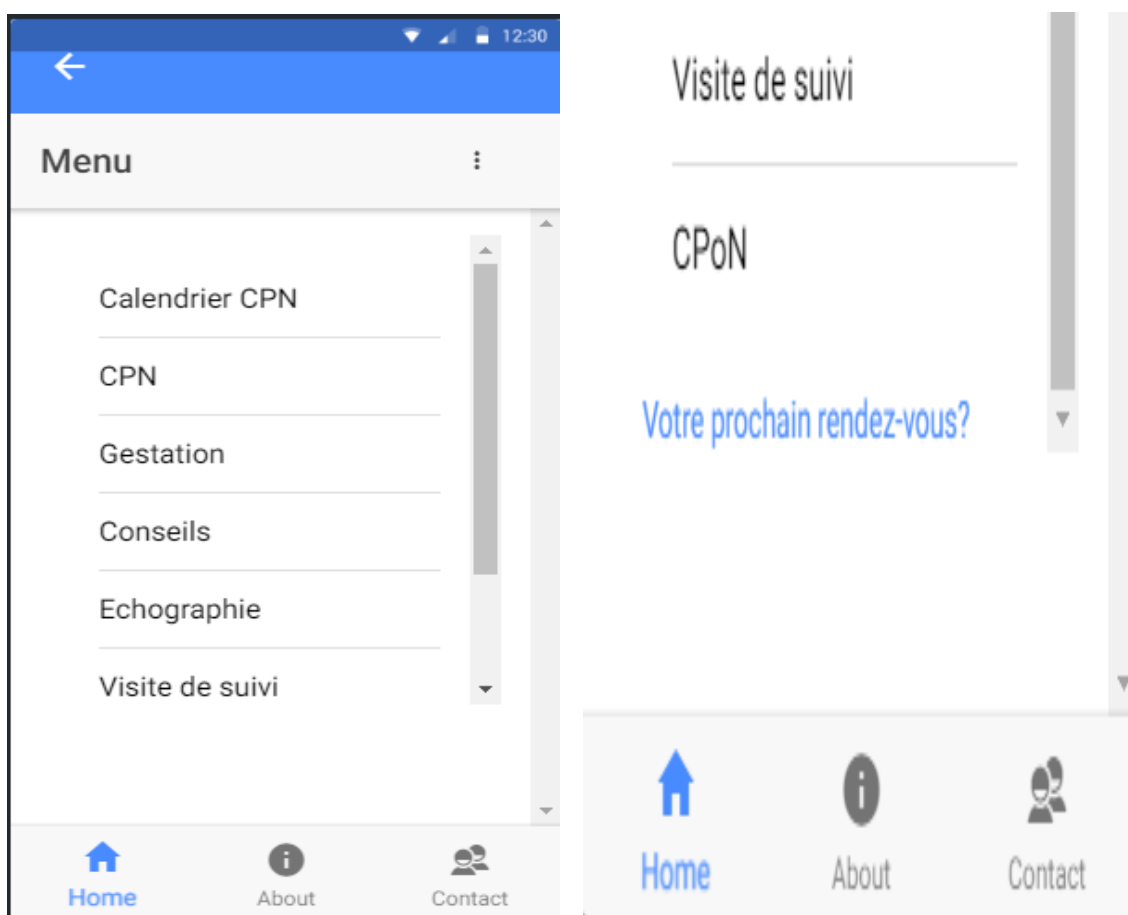 12:30
Menu
Calendrier CPN
CPN
Gestation
Conseils
Echographie
Visite de suivi
Home About Contact
Visite de suivi
CPoN
Votre prochain rendez-vous?
Home About Contact